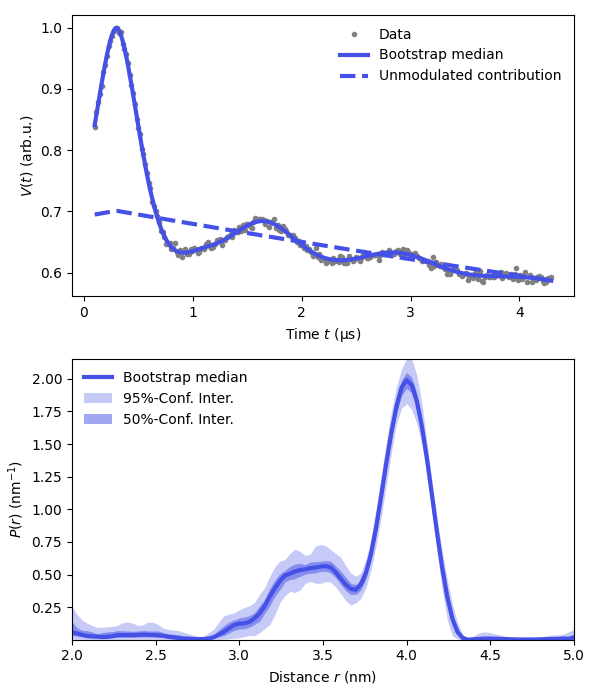 1.0
0.9
0.8
0.7
0.6
V(t) (arb.u.)
Data
Bootstrap median
Unmodulated contribution
0 1 2 3 4
Time t (μs)
2.00
1.75
1.50
1.25
1.00
0.75
0.50
0.25
P(r) (nm⁻¹)
Bootstrap median
95%-Conf. Inter.
50%-Conf. Inter.
2.0 2.5 3.0 3.5 4.0 4.5 5.0
Distance r (nm)